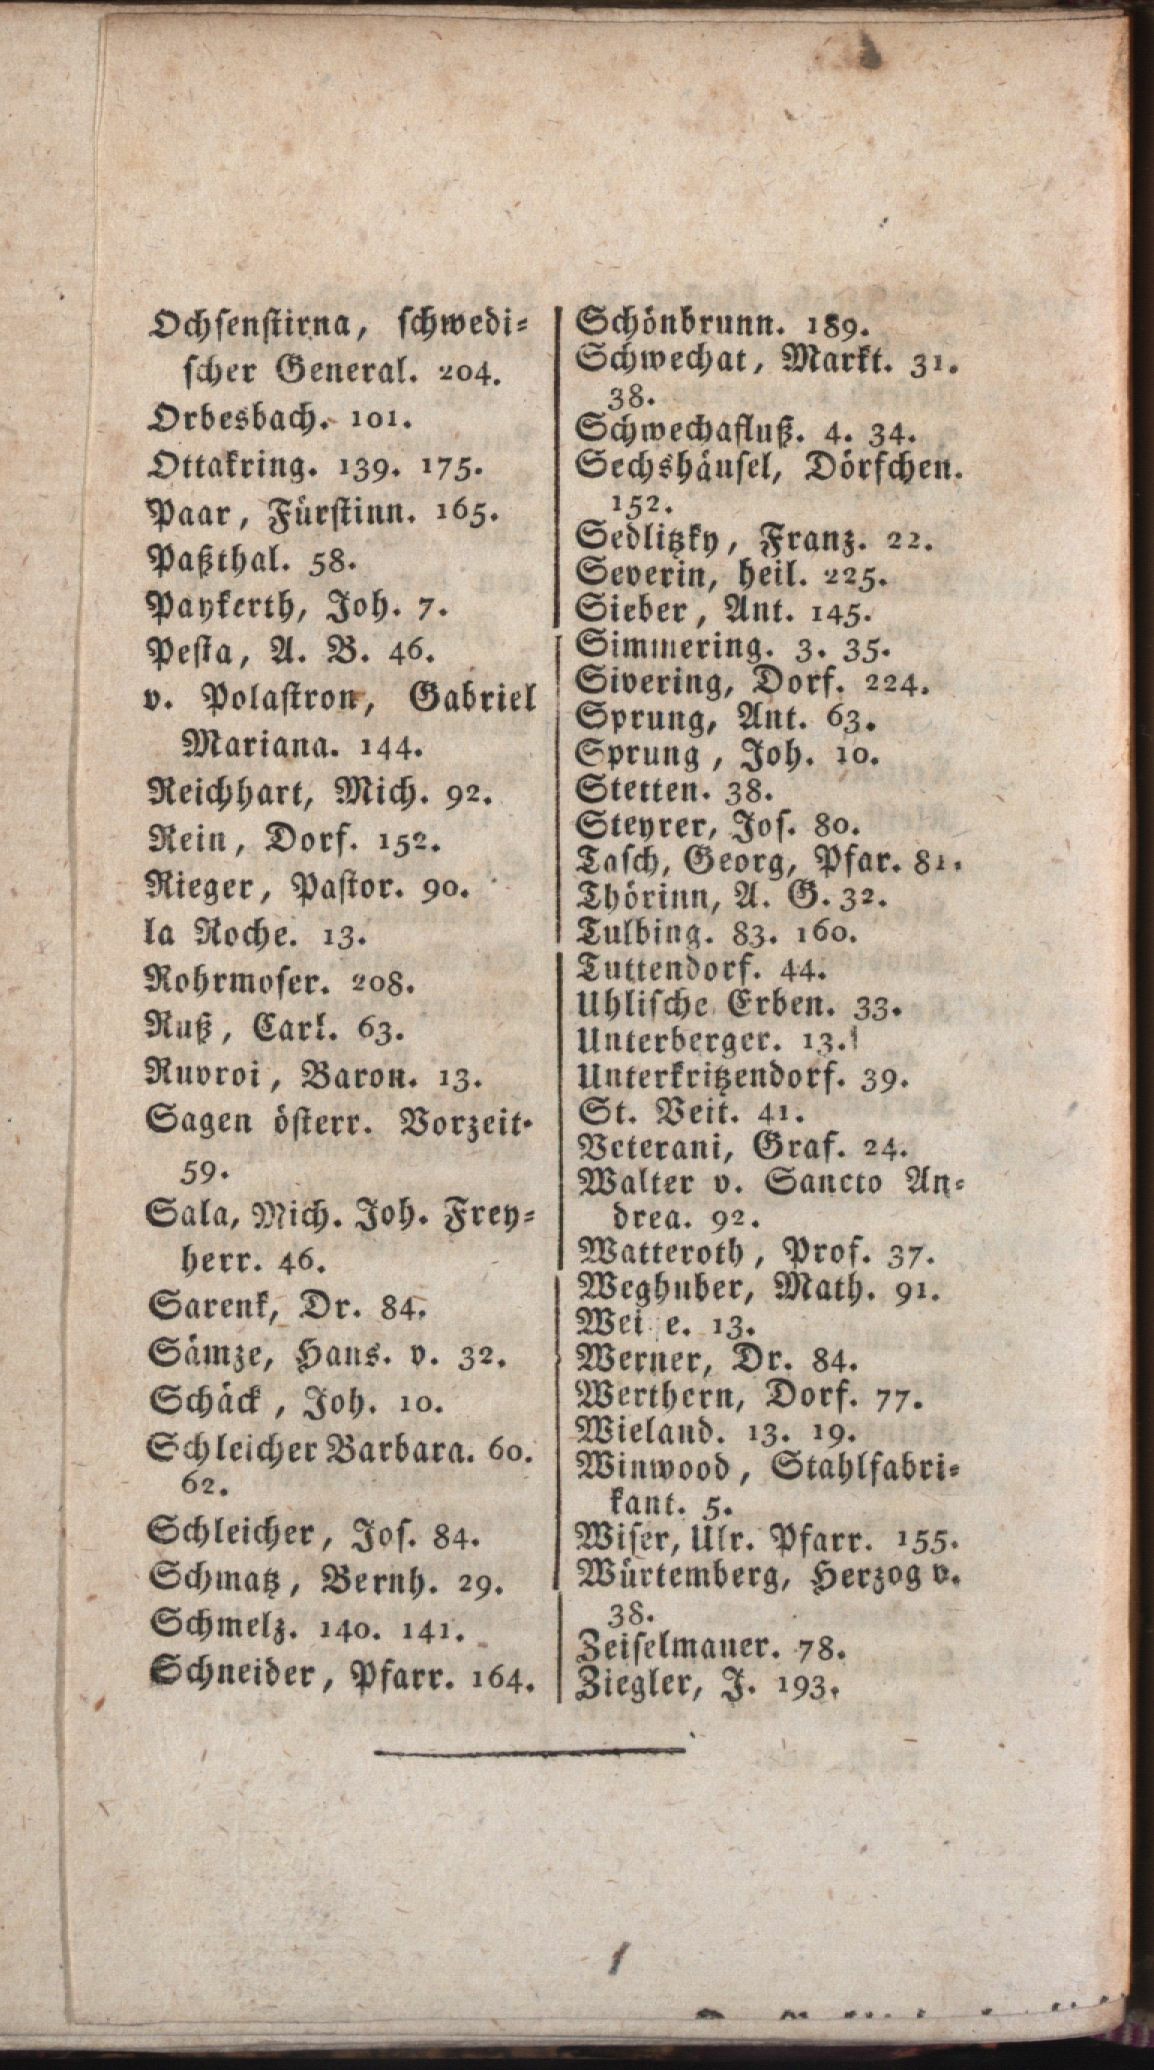 Ochsenstirna, schwedi-
scher General. 204.
Orbesbach. 101.
Ottakring. 139. 175.
Paar, Fürstinn. 165.
Paßthal. 58.
Paykerth, Joh. 7.
Pesta, A. B. 46.
v. Polastron, Gabriel
Mariana. 144.
Reichhart, Mich. 92.
Rein, Dorf. 152.
Rieger, Pastor. 90.
la Roche. 13.
Rohrmoser. 208.
Ruß, Carl. 63.
Ruvroi, Baron. 13.
Sagen österr. Vorzeit.
59.
Sala, Mich. Joh. Frey-
herr. 46.
Sarenk, Dr. 84.
Sämze, Hans. v. 32.
Schäck, Joh. 10.
Schleicher Barbara. 60.
62.
Schleicher, Jos. 84.
Schmatz, Bernh. 29.
Schmelz. 140. 141.
Schneider, Pfarr. 164.
Schönbrunn. 189.
Schwechat, Markt. 31.
38.
Schwechafluß. 4. 34.
Sechshäusel, Dörfchen.
152.
Sedlitzky, Franz. 22.
Severin, heil. 225.
Sieber, Ant. 145.
Simmering. 3. 35.
Sivering, Dorf. 224.
Sprung, Ant. 63.
Sprung, Joh. 10.
Stetten. 38.
Steyrer, Jos. 80.
Tasch, Georg, Pfar. 81.
Thörinn, A. G. 32.
Tulbing. 83. 160.
Tuttendorf. 44.
Uhlische Erben. 33.
Unterberger. 13.
Unterkritzendorf. 39.
St. Veit. 41.
Veterani, Graf. 24.
Walter v. Sancto An-
drea. 92.
Watteroth, Prof. 37.
Weghuber, Math. 91.
13.
Werner, Dr. 84.
Werthern, Dorf. 77.
Wieland. 13. 19.
Winwood, Stahlfabri-
kant. 5.
Wiser, Ulr. Pfarr. 155.
Würtemberg, Herzog v.
38.
Zeiselmauer. 78.
Ziegler, J. 193.